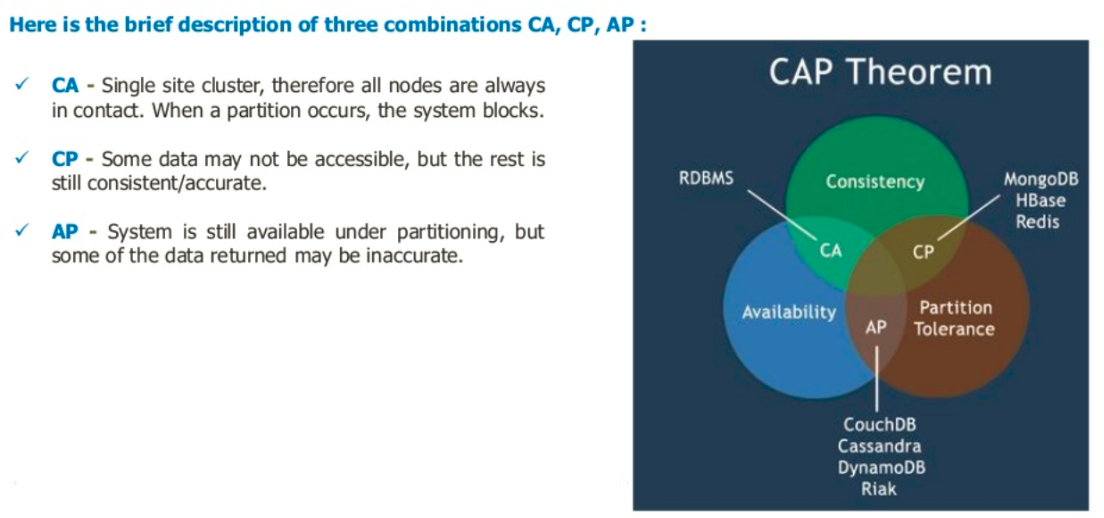 Here is the brief description of three combinations CA, CP, AP :
✓ CA - Single site cluster, therefore all nodes are always
in contact. When a partition occurs, the system blocks.
✓ CP - Some data may not be accessible, but the rest is
still consistent/accurate.
✓ AP - System is still available under partitioning, but
some of the data returned may be inaccurate.
CAP Theorem
RDBMS
Consistency
MongoDB
HBase
Redis
CA
CP
Availability
AP
Partition
Tolerance
CouchDB
Cassandra
DynamoDB
Riak